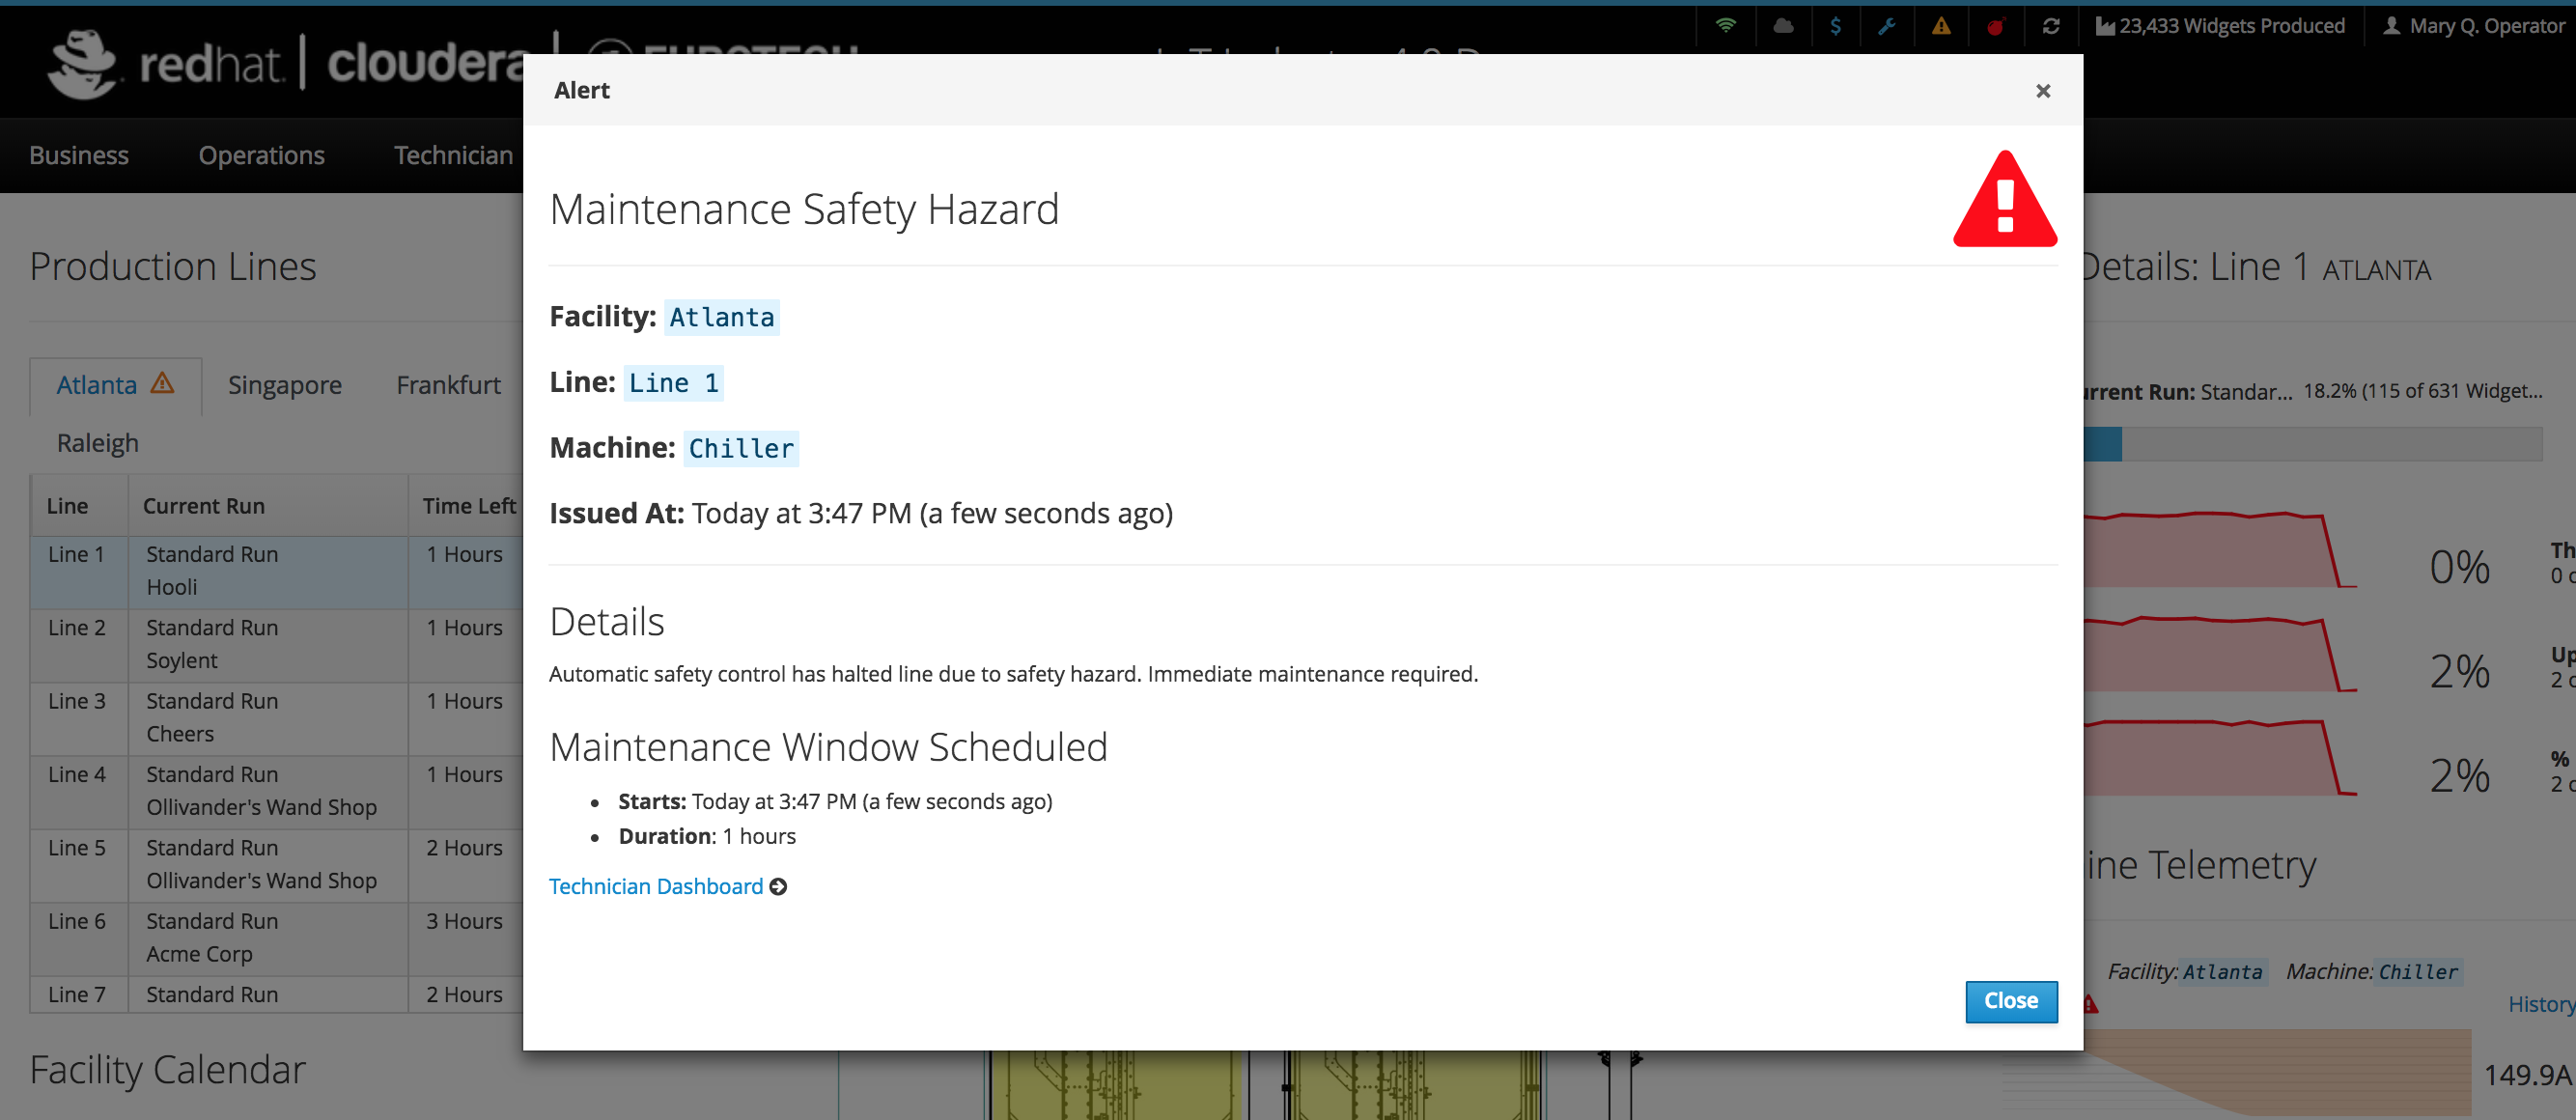 23,433 Widgets Produced
Mary Q. Operator
redhat. | cloudera |
Business Operations Technician
Alert
×
Maintenance Safety Hazard
Facility: Atlanta
Line: Line 1
Machine: Chiller
Issued At: Today at 3:47 PM (a few seconds ago)
Details
Automatic safety control has halted line due to safety hazard. Immediate maintenance required.
Maintenance Window Scheduled
• Starts: Today at 3:47 PM (a few seconds ago)
• Duration: 1 hours
Technician Dashboard
Close
Production Lines
Atlanta Singapore Frankfurt
Raleigh
Line Current Run Time Left
Line 1 Standard Run 1 Hours
Hooli
Line 2 Standard Run 1 Hours
Soylent
Line 3 Standard Run 1 Hours
Cheers
Line 4 Standard Run 1 Hours
Ollivander's Wand Shop
Line 5 Standard Run 2 Hours
Ollivander's Wand Shop
Line 6 Standard Run 3 Hours
Acme Corp
Line 7 Standard Run 2 Hours
Facility Calendar
Details: Line 1 ATLANTA
urrent Run: Standar... 18.2% (115 of 631 Widget...
0% Th
0 c
2% Up
2 c
2% %
2 c
ine Telemetry
Facility: Atlanta Machine: Chiller
History
149.9A